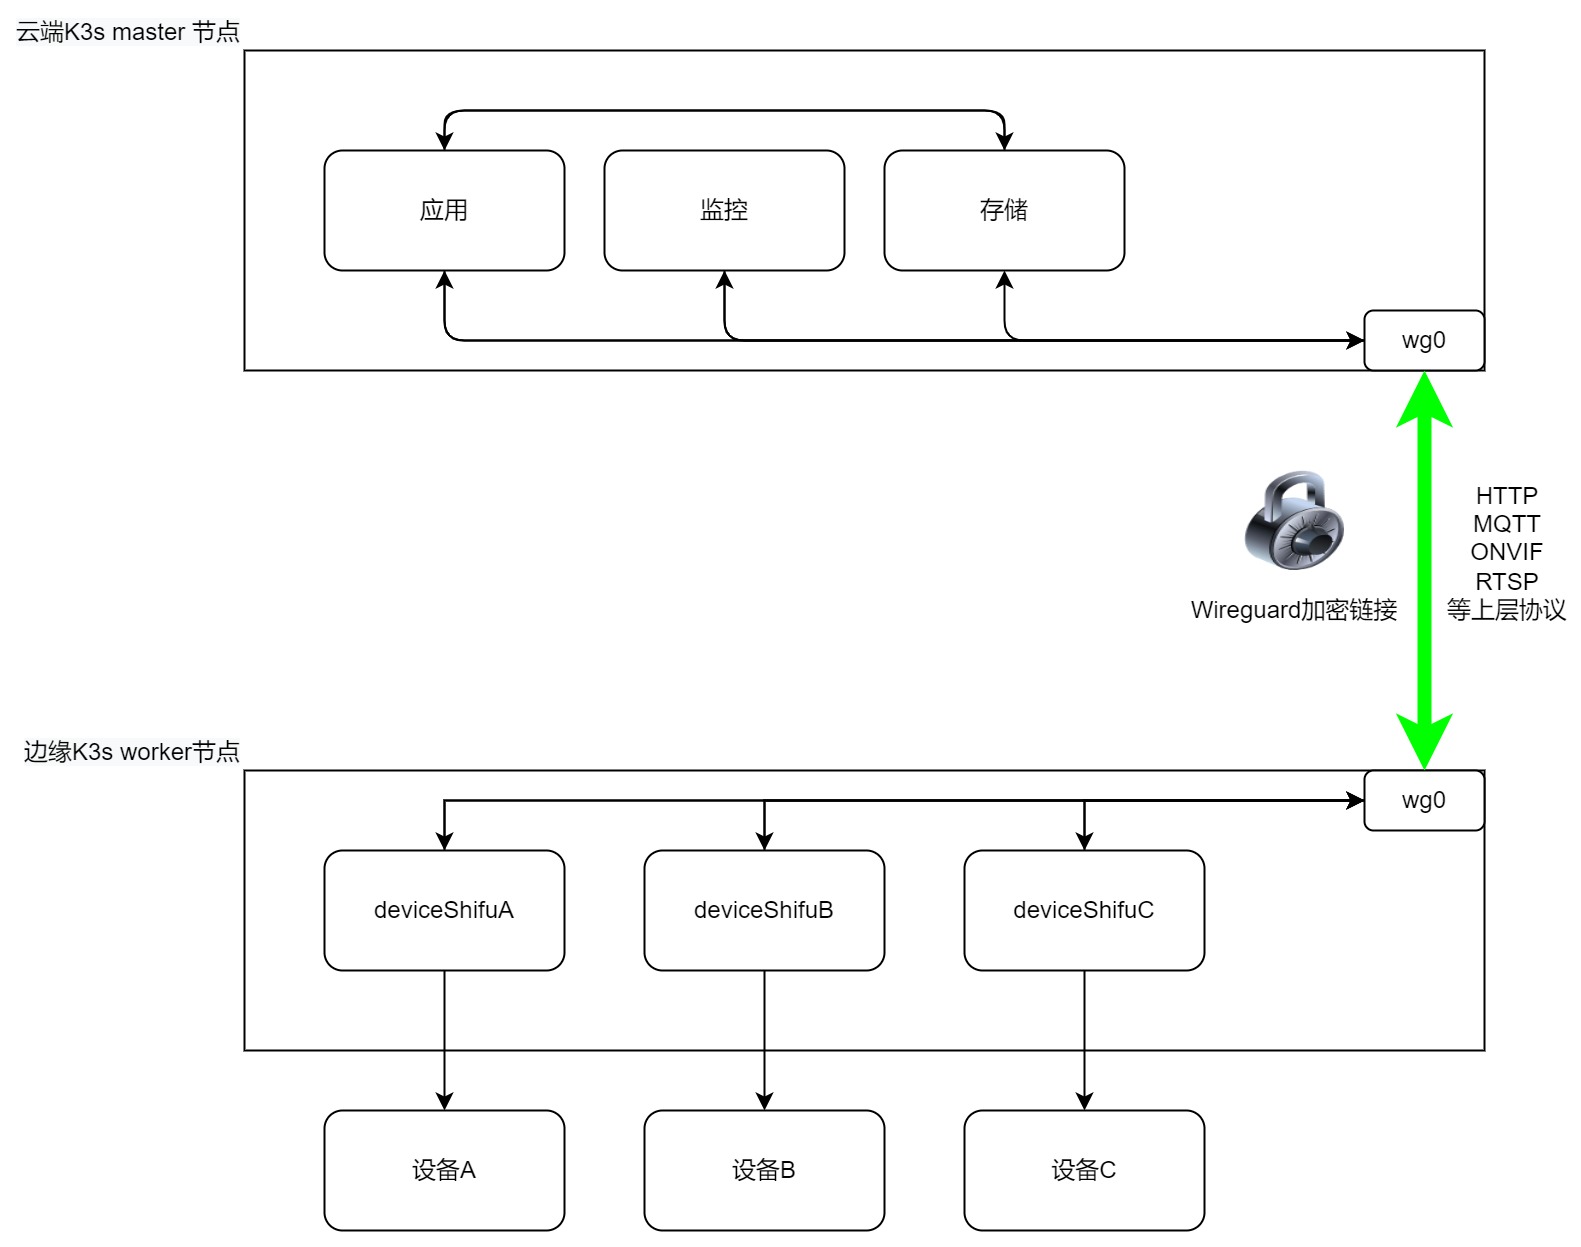 云端K3s master 节点
应用
监控
存储
wg0
HTTP
MQTT
ONVIF
RTSP
Wireguard加密链接
等上层协议
边缘K3s worker节点
wg0
deviceShifuA
deviceShifuB
deviceShifuC
设备A
设备B
设备C